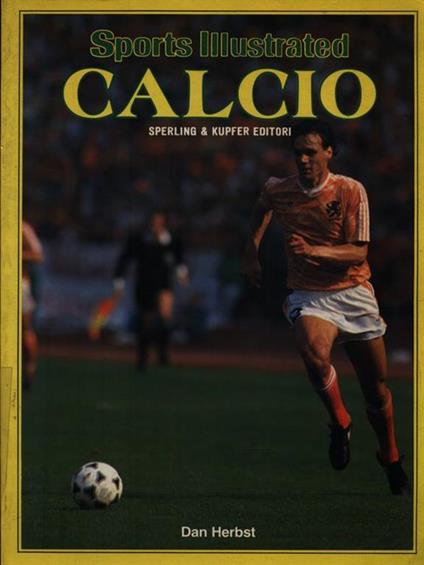 Sports Illustrated
CALCIO
SPERLING & KUPFER EDITORI
Dan Herbst